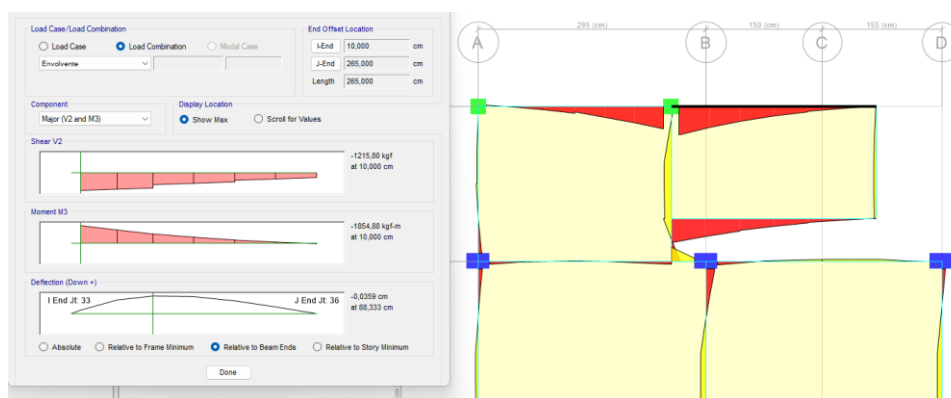 Load Case/Load Combination
Load Case Load Combination Modal Case
Envolvente
End Offset Location
I-End 10,000 cm
J-End 265,000 cm
Length 265,000 cm
Component
Major (V2 and M3)
Display Location
Show Max Scroll for Values
Shear V2
-1215,80 kgf
at 10,000 cm
Moment M3
-1854,88 kgf-m
at 10,000 cm
Deflection (Down +)
I End Jt: 33 J End Jt: 36
-0,0359 cm
at 88,333 cm
Absolute Relative to Frame Minimum Relative to Beam Ends Relative to Story Minimum
Done
295 (cm) 150 (cm) 155 (cm)
A B C D